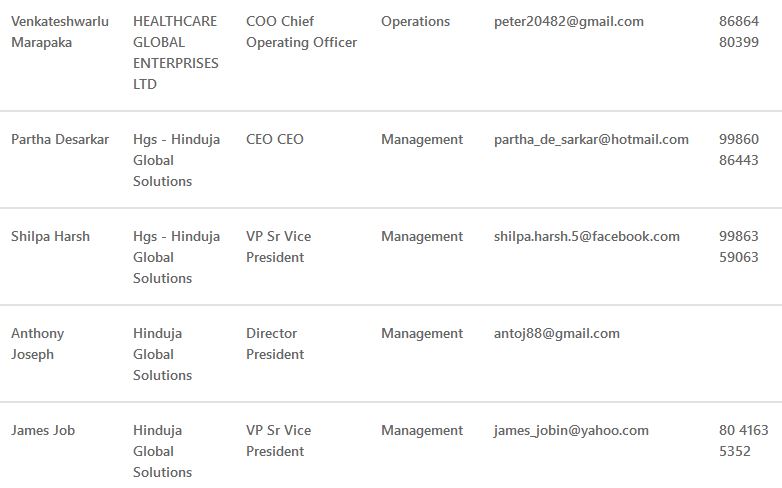 Venkateshwarlu Marapaka
HEALTHCARE GLOBAL ENTERPRISES LTD
COO Chief Operating Officer
Operations
peter20482@gmail.com
86864 80399
Partha Desarkar
Hgs - Hinduja Global Solutions
CEO CEO
Management
partha_de_sarkar@hotmail.com
99860 86443
Shilpa Harsh
Hgs - Hinduja Global Solutions
VP Sr Vice President
Management
shilpa.harsh.5@facebook.com
99863 59063
Anthony Joseph
Hinduja Global Solutions
Director President
Management
antoj88@gmail.com
James Job
Hinduja Global Solutions
VP Sr Vice President
Management
james_jobin@yahoo.com
80 4163 5352